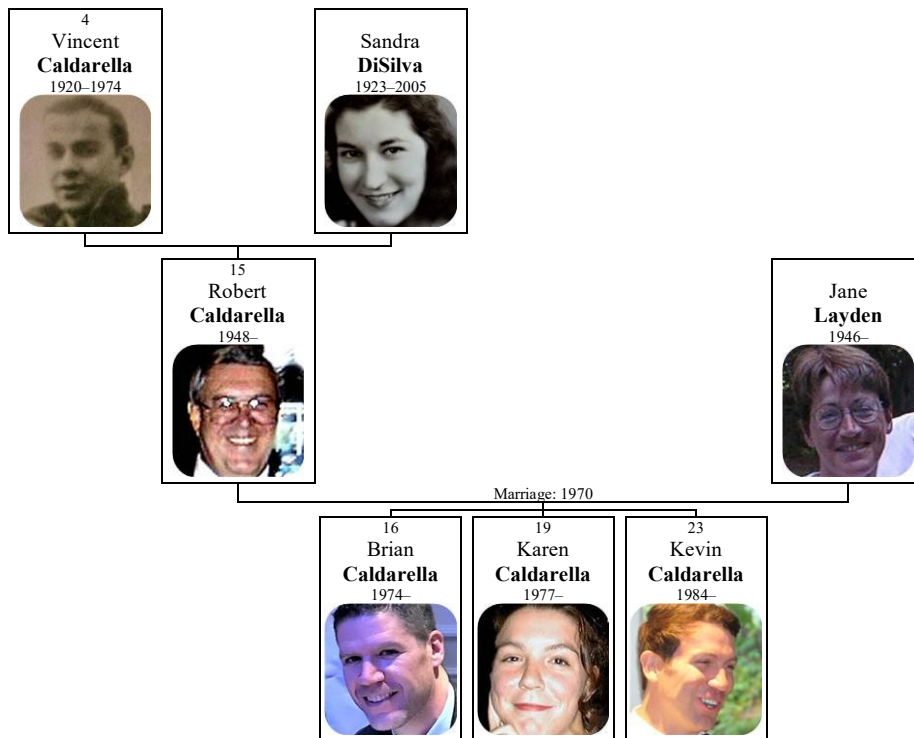 4
Vincent
Caldarella
1920–1974
Sandra
DiSilva
1923–2005
15
Robert
Caldarella
1948–
Jane
Layden
1946–
Marriage: 1970
16
Brian
Caldarella
1974–
19
Karen
Caldarella
1977–
23
Kevin
Caldarella
1984–